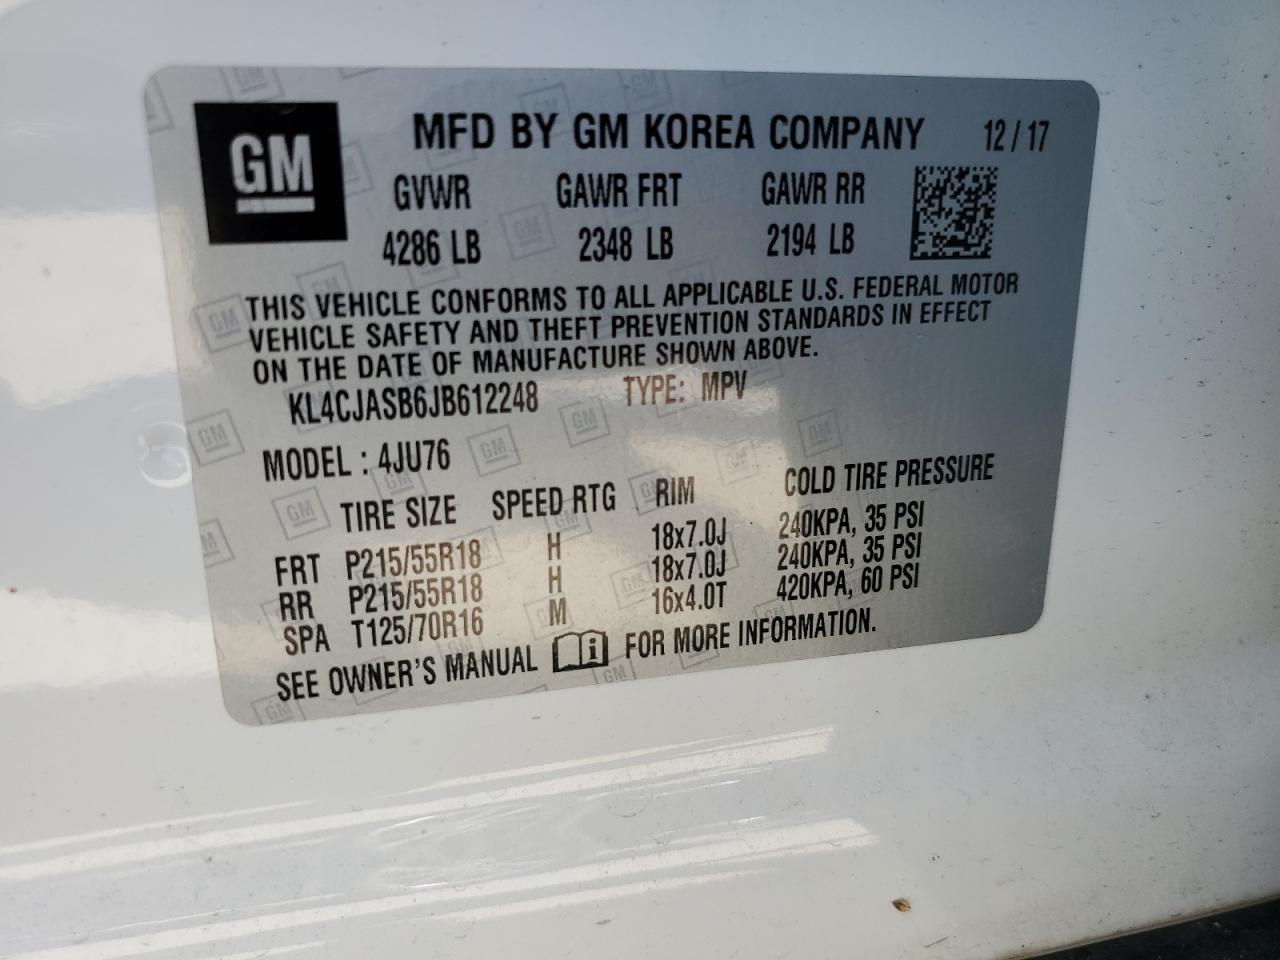 GM
MFD BY GM KOREA COMPANY 12 / 17
GVWR GAWR FRT GAWR RR
4286 LB 2348 LB 2194 LB
THIS VEHICLE CONFORMS TO ALL APPLICABLE U.S. FEDERAL MOTOR
VEHICLE SAFETY AND THEFT PREVENTION STANDARDS IN EFFECT
ON THE DATE OF MANUFACTURE SHOWN ABOVE.
KL4CJASB6JB612248 TYPE: MPV
MODEL : 4JU76
TIRE SIZE SPEED RTG RIM COLD TIRE PRESSURE
FRT P215/55R18 H 18x7.0J 240KPA, 35 PSI
RR P215/55R18 H 18x7.0J 240KPA, 35 PSI
SPA T125/70R16 M 16x4.0T 420KPA, 60 PSI
SEE OWNER'S MANUAL i FOR MORE INFORMATION.